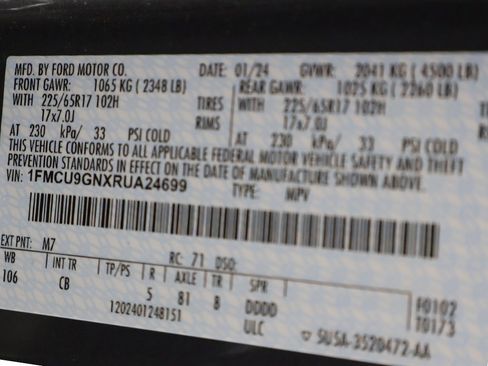 MFD. BY FORD MOTOR CO. DATE: 01/24 GVWR: 2041 KG ( 4500 LB)
FRONT GAWR: 1065 KG ( 2348 LB) REAR GAWR: 1025 KG ( 2260 LB)
WITH 225/65R17 102H TIRES WITH 225/65R17 102H
17x7.0J RIMS 17x7.0J
AT 230 kPa/ 33 PSI COLD AT 230 kPa/ 33 PSI COLD
THIS VEHICLE CONFORMS TO ALL APPLICABLE FEDERAL MOTOR VEHICLE SAFETY AND THEFT
PREVENTION STANDARDS IN EFFECT ON THE DATE OF MANUFACTURE SHOWN ABOVE.
VIN: 1FMCU9GNXRUA24699 TYPE: MPV
EXT PNT: M7 RC: 71 DSO:
WB INT TR TP/PS R AXLE TR SPR
106 CB 5 81 8 DDDD F0102
1202401248151 ULC T0173
SU5A-3520472-AA